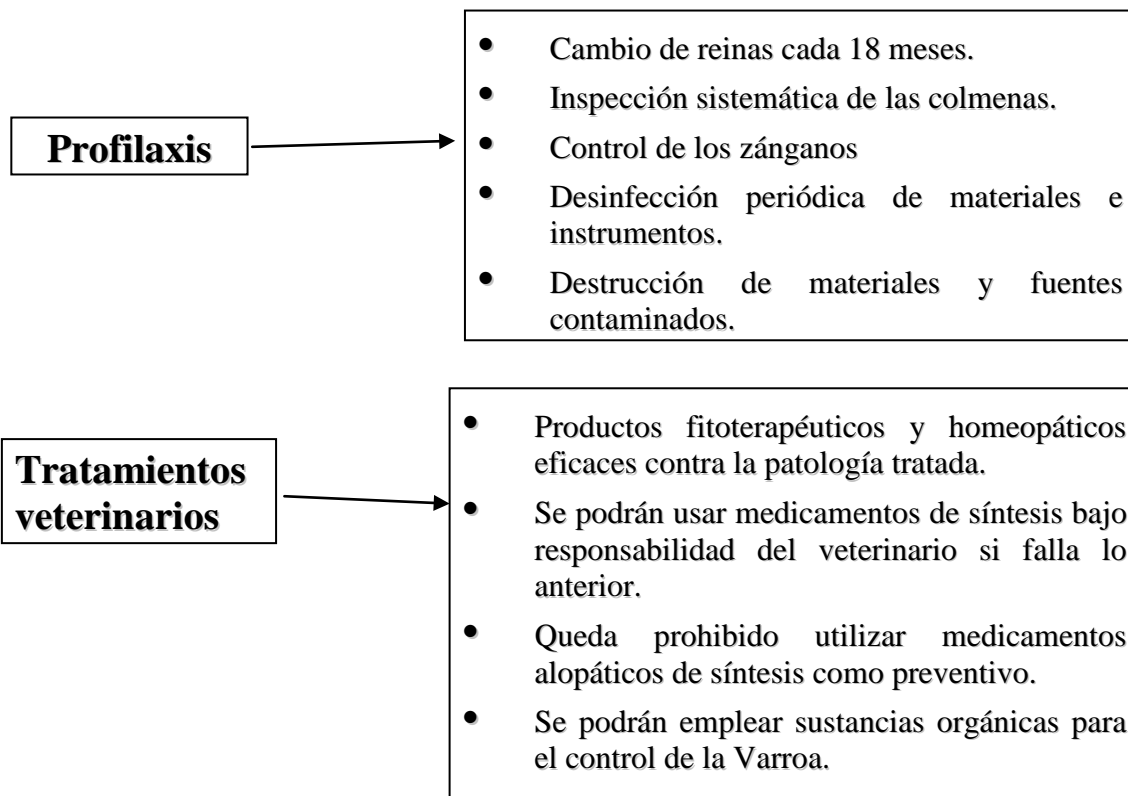 Profilaxis
• Cambio de reinas cada 18 meses.
• Inspección sistemática de las colmenas.
• Control de los zánganos
• Desinfección periódica de materiales e
instrumentos.
• Destrucción de materiales y fuentes
contaminados.
Tratamientos
veterinarios
• Productos fitoterapéuticos y homeopáticos
eficaces contra la patología tratada.
• Se podrán usar medicamentos de síntesis bajo
responsabilidad del veterinario si falla lo
anterior.
• Queda prohibido utilizar medicamentos
alopáticos de síntesis como preventivo.
• Se podrán emplear sustancias orgánicas para
el control de la Varroa.